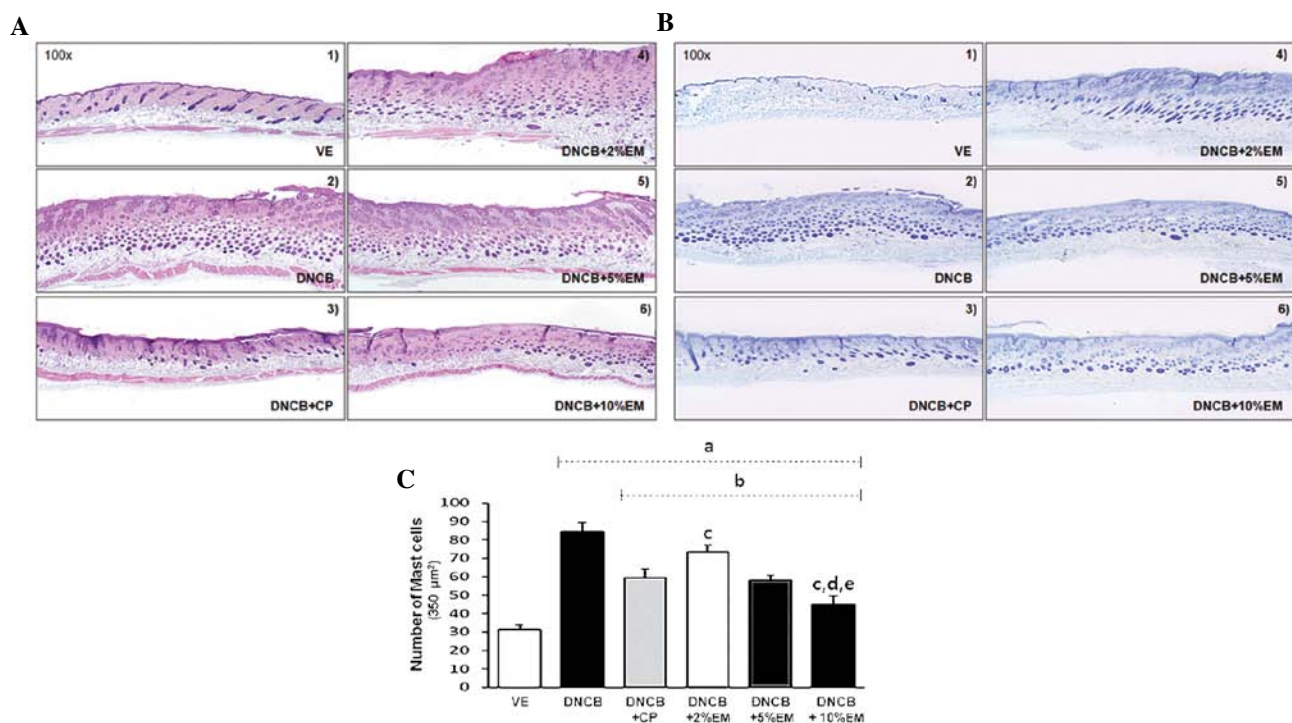 A
100x
1)
VE
4)
DNCB+2%EM
2)
DNCB
5)
DNCB+5%EM
3)
DNCB+CP
6)
DNCB+10%EM
B
100x
1)
VE
4)
DNCB+2%EM
2)
DNCB
5)
DNCB+5%EM
3)
DNCB+CP
6)
DNCB+10%EM
C
a
b
Number of Mast cells
(350 μm²)
100
90
80
70
60
50
40
30
20
10
0
c
c,d,e
VE
DNCB
DNCB
+CP
DNCB
+2%EM
DNCB
+5%EM
DNCB
+ 10%EM